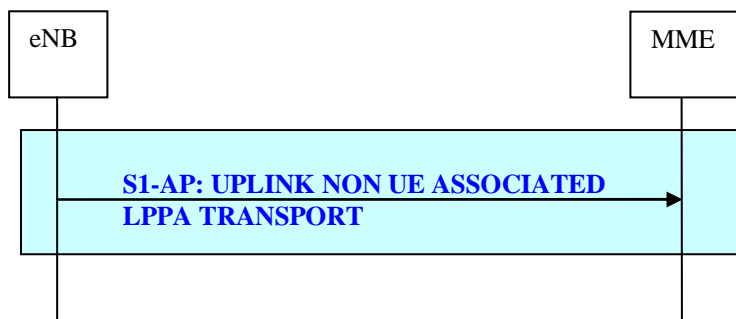 eNB
MME
S1-AP: UPLINK NON UE ASSOCIATED
LPPA TRANSPORT